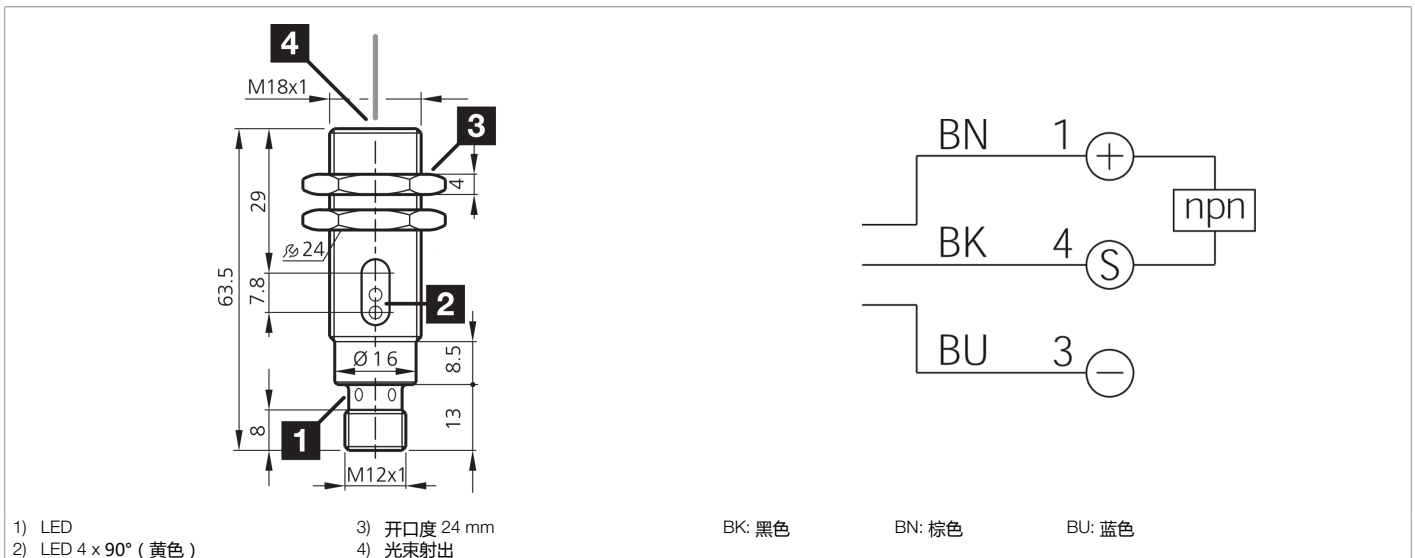 4
M18x1
3
4
29
24
63.5
7.8
2
Ø16
8.5
1
8
13
M12x1
BN 1 +
npn
BK 4 S
BU 3 −
1) LED
2) LED 4 x 90° ( 黄色 )
3) 开口度 24 mm
4) 光束射出
BK: 黑色 BN: 棕色 BU: 蓝色